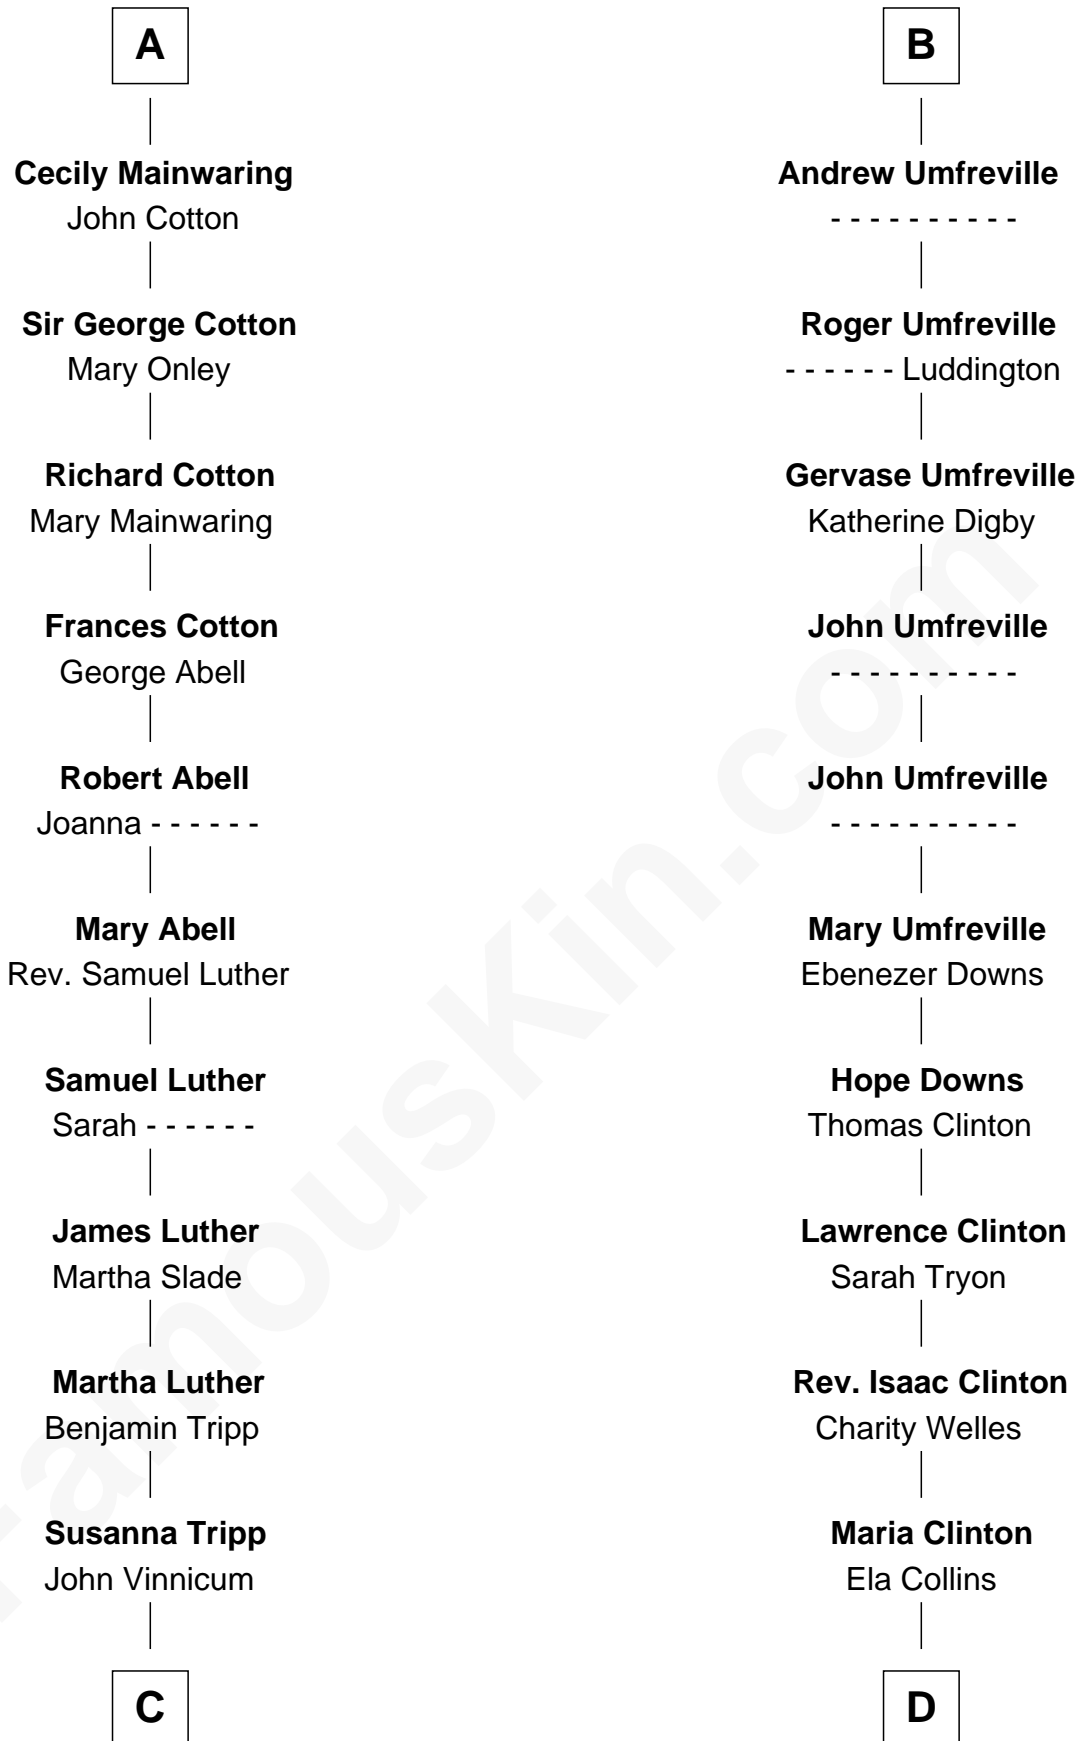 A
Cecily Mainwaring
John Cotton
Sir George Cotton
Mary Onley
Richard Cotton
Mary Mainwaring
Frances Cotton
George Abell
Robert Abell
Joanna - - - - - -
Mary Abell
Rev. Samuel Luther
Samuel Luther
Sarah - - - - - -
James Luther
Martha Slade
Martha Luther
Benjamin Tripp
Susanna Tripp
John Vinnicum
C
B
Andrew Umfreville
- - - - - - - - - -
Roger Umfreville
- - - - - - Luddington
Gervase Umfreville
Katherine Digby
John Umfreville
- - - - - - - - - -
John Umfreville
- - - - - - - - - -
Mary Umfreville
Ebenezer Downs
Hope Downs
Thomas Clinton
Lawrence Clinton
Sarah Tryon
Rev. Isaac Clinton
Charity Welles
Maria Clinton
Ela Collins
D
FamousKin.com